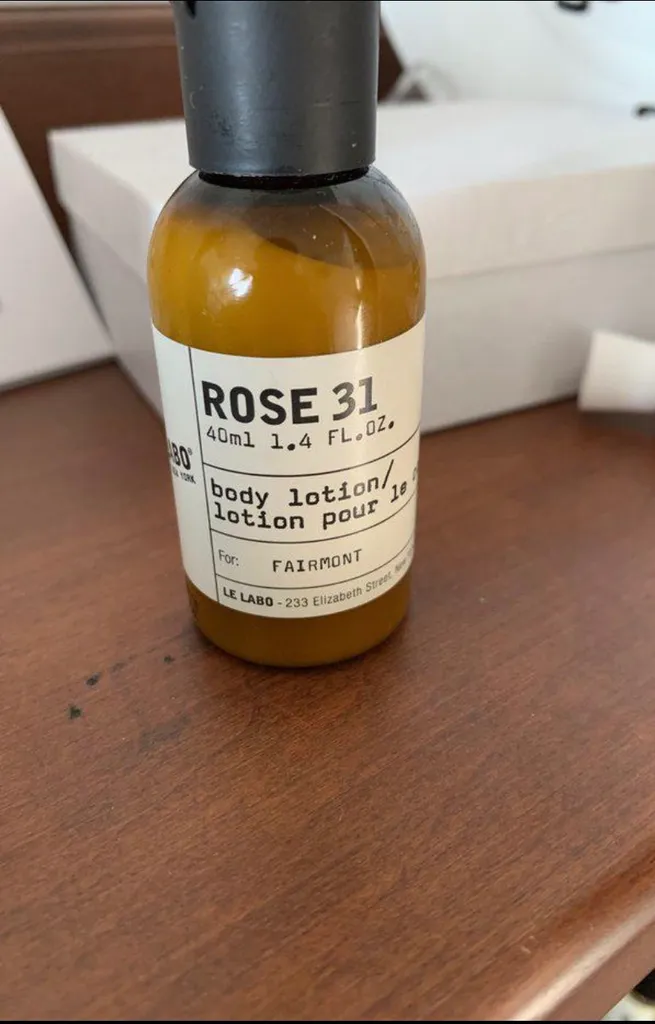 ROSE 31
40ml 1.4 FL.OZ.
body lotion/
lotion pour le
For: FAIRMONT
LE LABO - 233 Elizabeth Street,